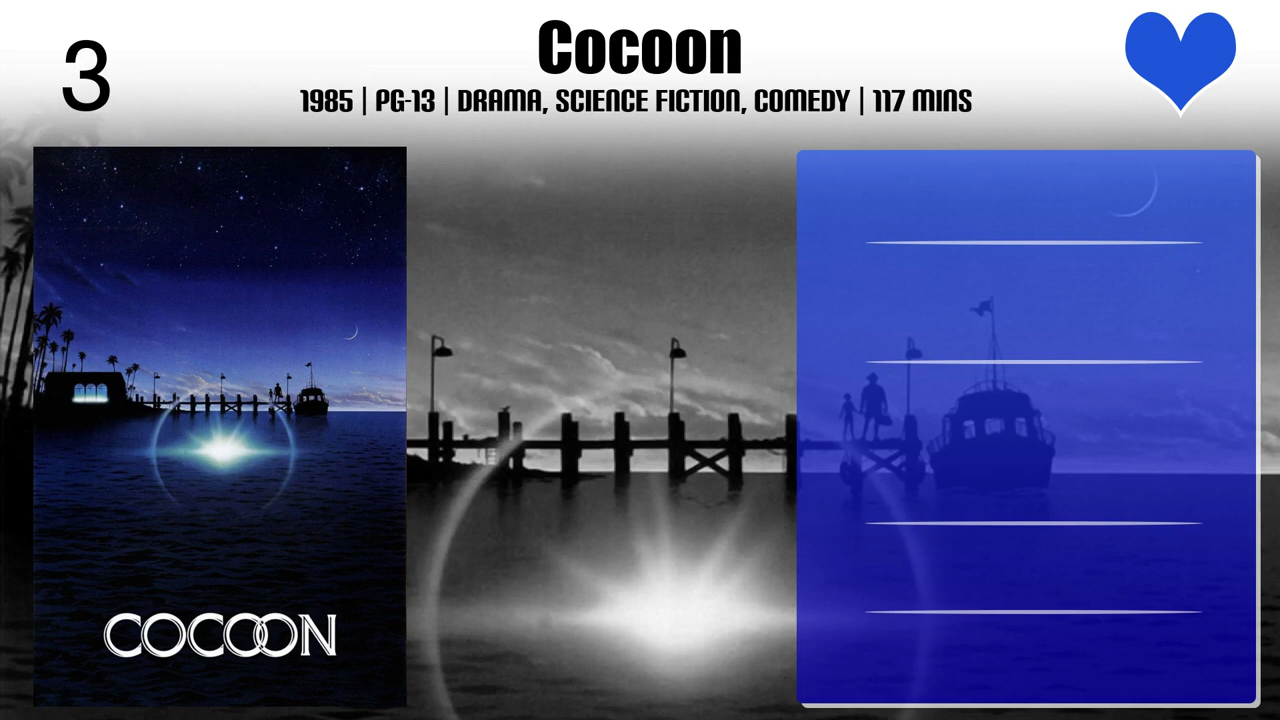 3
Cocoon
1985 | PG-13 | DRAMA, SCIENCE FICTION, COMEDY | 117 MINS
COCOON